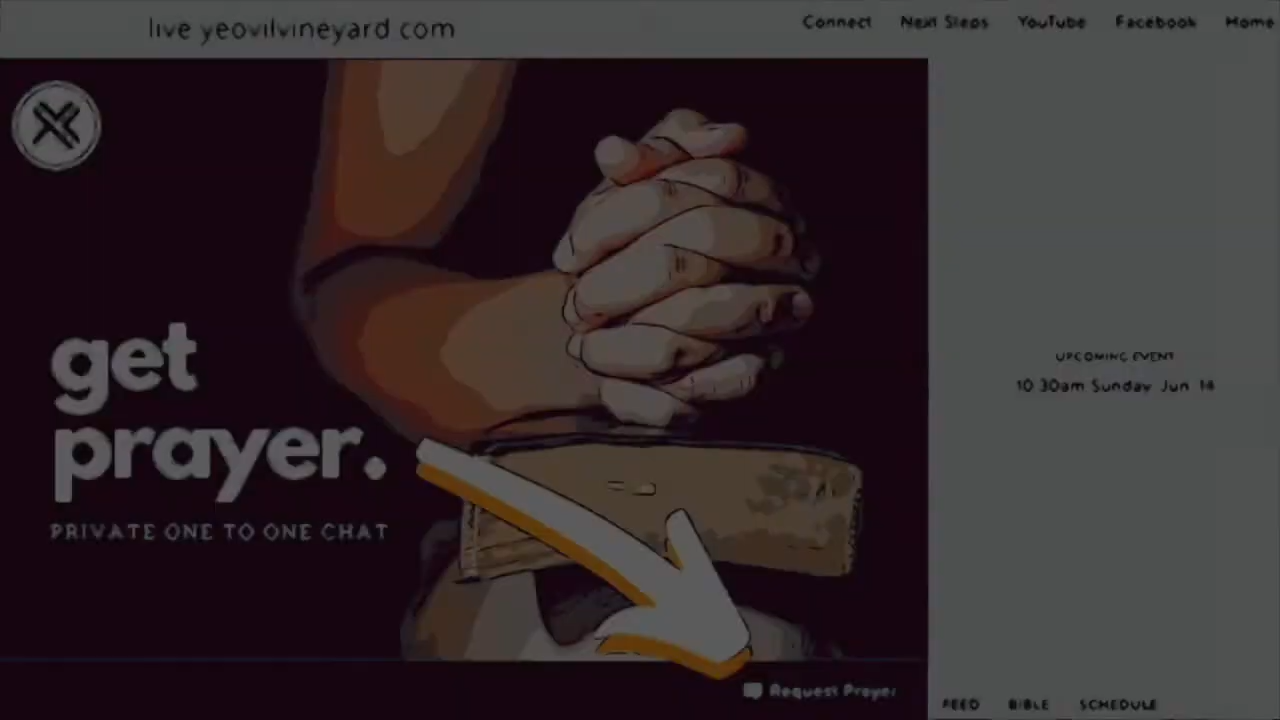 live yeovilvineyard com
Connect Next Steps YouTube Facebook Home
get
prayer.
PRIVATE ONE TO ONE CHAT
UPCOMING EVENT
10 30am Sunday Jun 14
Request Prayer
FEED BIBLE SCHEDULE